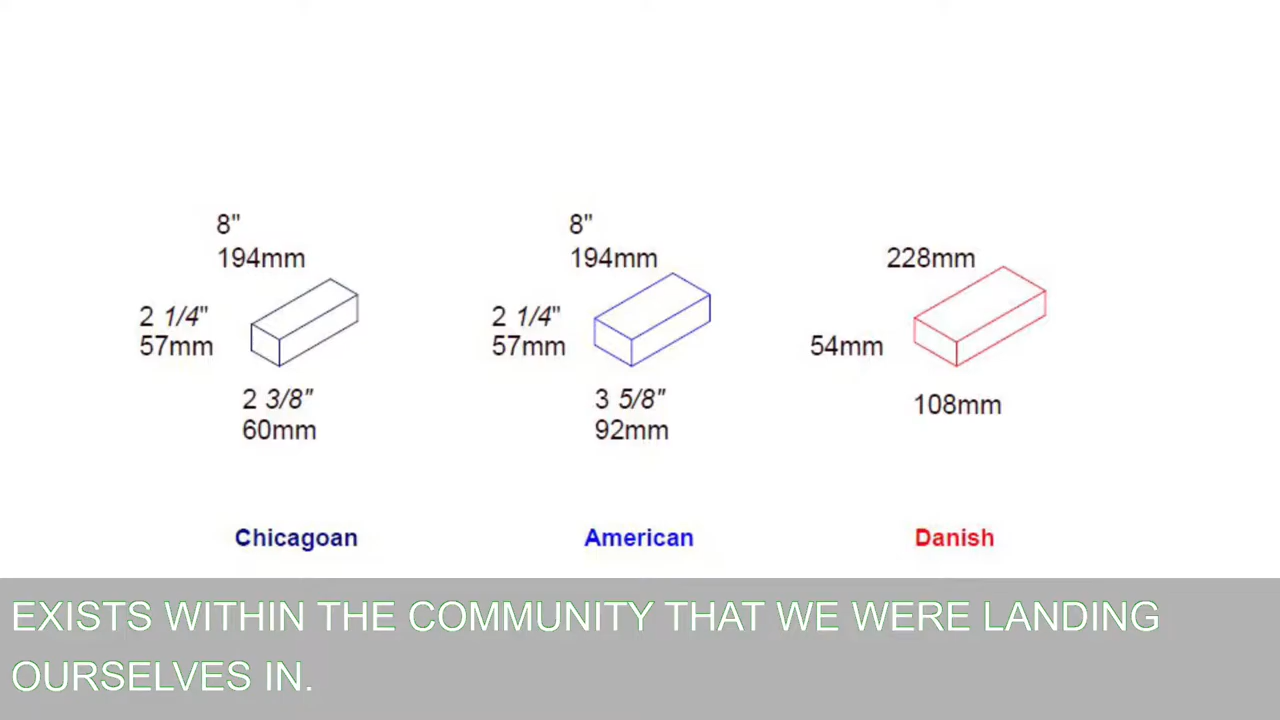 8"
194mm
2 1/4"
57mm
2 3/8"
60mm
Chicagoan
8"
194mm
2 1/4"
57mm
3 5/8"
92mm
American
228mm
54mm
108mm
Danish
EXISTS WITHIN THE COMMUNITY THAT WE WERE LANDING
OURSELVES IN.